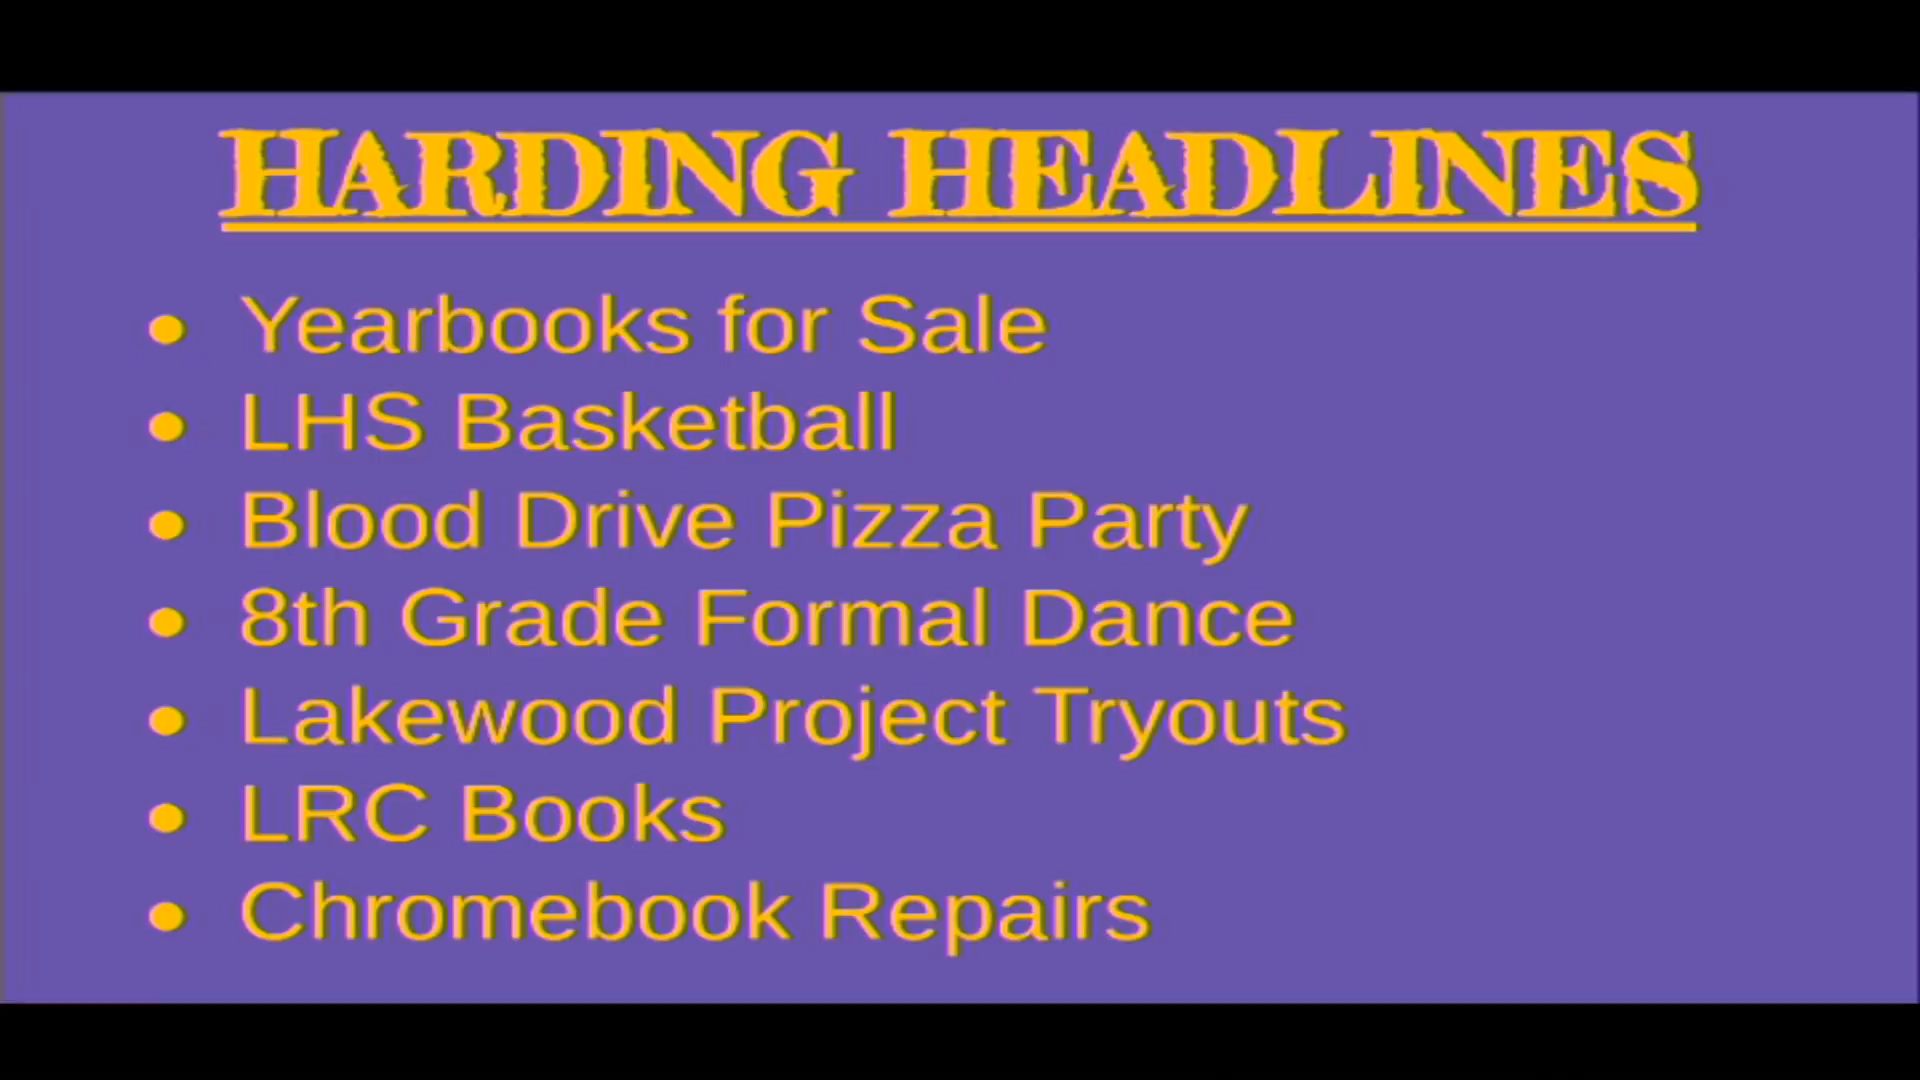 HARDING HEADLINES
● Yearbooks for Sale
● LHS Basketball
● Blood Drive Pizza Party
● 8th Grade Formal Dance
● Lakewood Project Tryouts
● LRC Books
● Chromebook Repairs